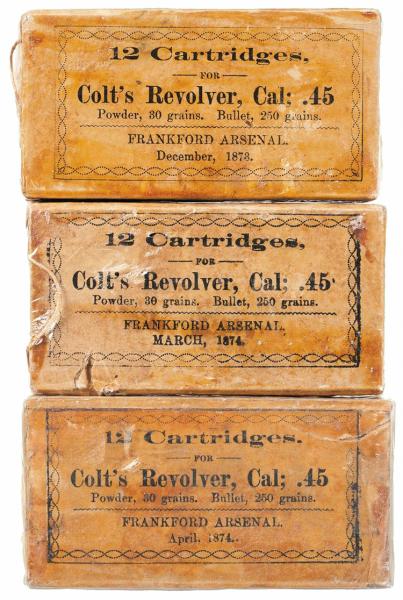 12 Cartridges,
FOR
Colt's Revolver, Cal; .45
Powder, 30 grains. Bullet, 250 grains.
FRANKFORD ARSENAL.
December, 1873.
12 Cartridges,
FOR
Colt's Revolver, Cal; .45
Powder, 30 grains. Bullet, 250 grains.
FRANKFORD ARSENAL.
MARCH, 1874.
12 Cartridges.
FOR
Colt's Revolver, Cal; .45
Powder, 30 grains. Bullet, 250 grains.
FRANKFORD ARSENAL.
April, 1874.